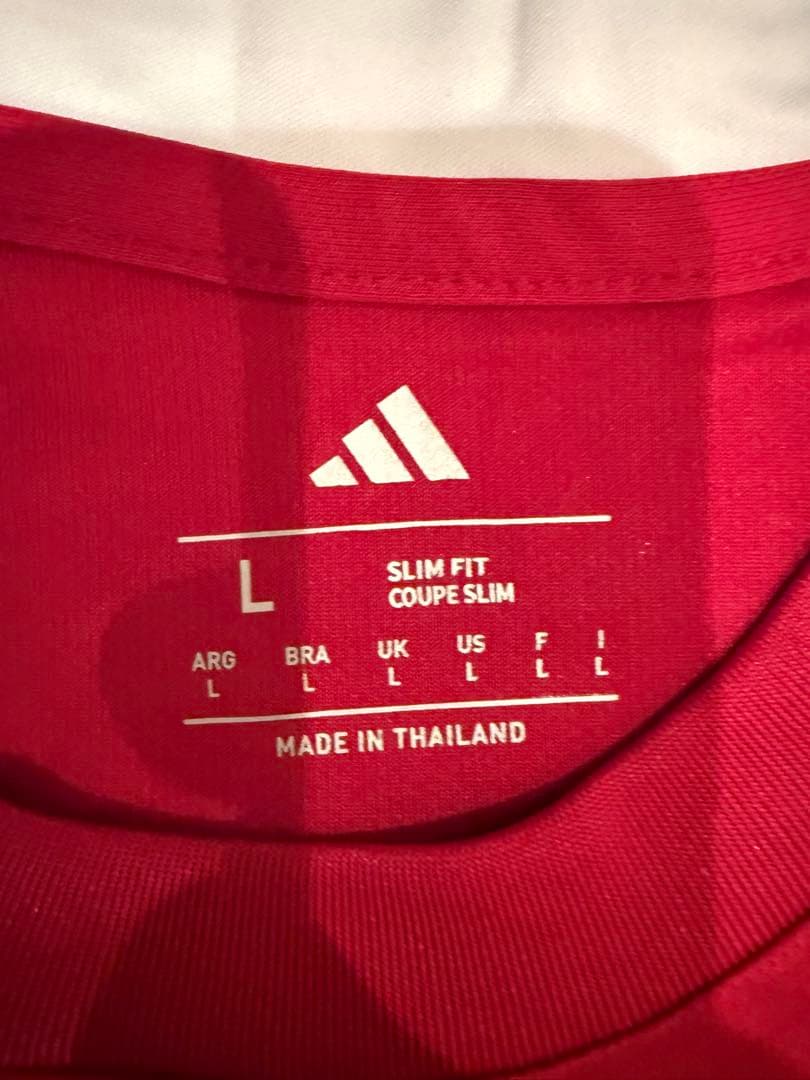 L
SLIM FIT
COUPE SLIM
ARG BRA UK US F I
L L L L L L
MADE IN THAILAND